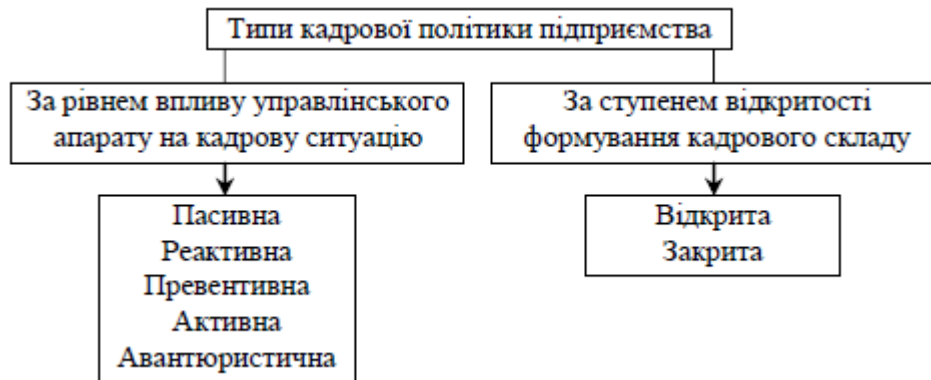 Типи кадрової політики підприємства
За рівнем впливу управлінського
апарату на кадрову ситуацію
Пасивна
Реактивна
Превентивна
Активна
Авантюристична
За ступенем відкритості
формування кадрового складу
Відкрита
Закрита